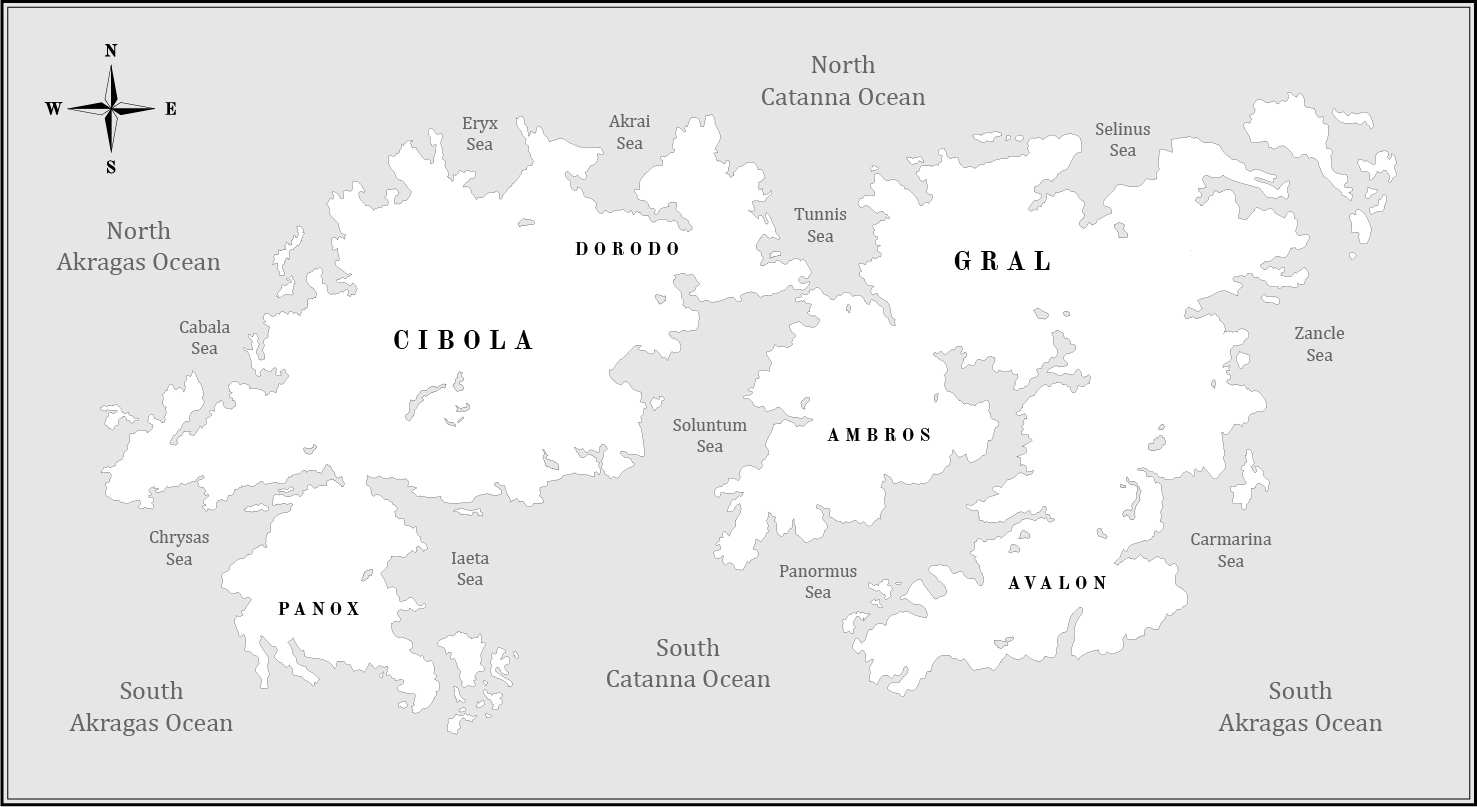 N
W E
S
North
Catanna Ocean
Eryx
Sea
Akrai
Sea
Selinus
Sea
Tunnis
Sea
North
Akragas Ocean
DORODO
GRAL
Cabala
Sea
CIBOLA
Zancle
Sea
Soluntum
Sea
AMBROS
Chrysas
Sea
Iaeta
Sea
Panormus
Sea
Carmarina
Sea
AVALON
PANOX
South
Catanna Ocean
South
Akragas Ocean
South
Akragas Ocean